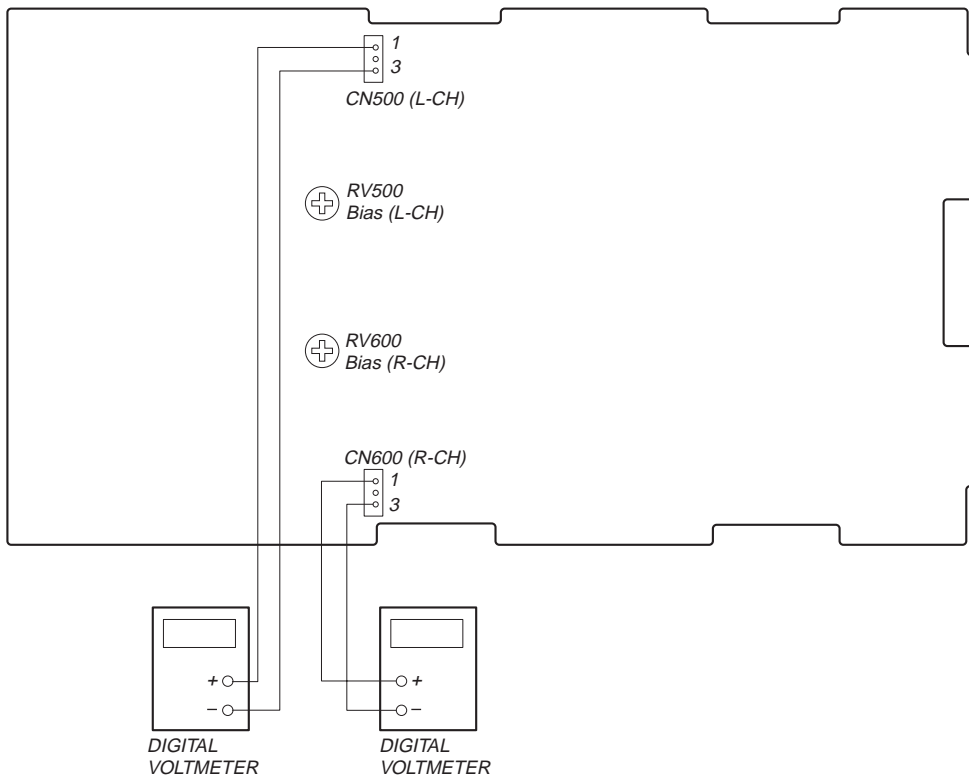 1
3
CN500 (L-CH)
RV500
Bias (L-CH)
RV600
Bias (R-CH)
CN600 (R-CH)
1
3
+
–
DIGITAL
VOLTMETER
+
–
DIGITAL
VOLTMETER